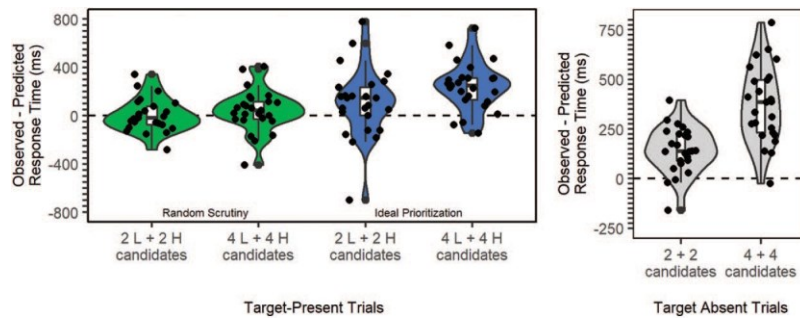 Observed - Predicted
Response Time (ms)
800
400
0
-400
-800
Random Scrutiny
Ideal Prioritization
2 L + 2 H
candidates
4 L + 4 H
candidates
2 L + 2 H
candidates
4 L + 4 H
candidates
Target-Present Trials
Observed - Predicted
Response Time (ms)
750
500
250
0
-250
2 + 2
candidates
4 + 4
candidates
Target Absent Trials